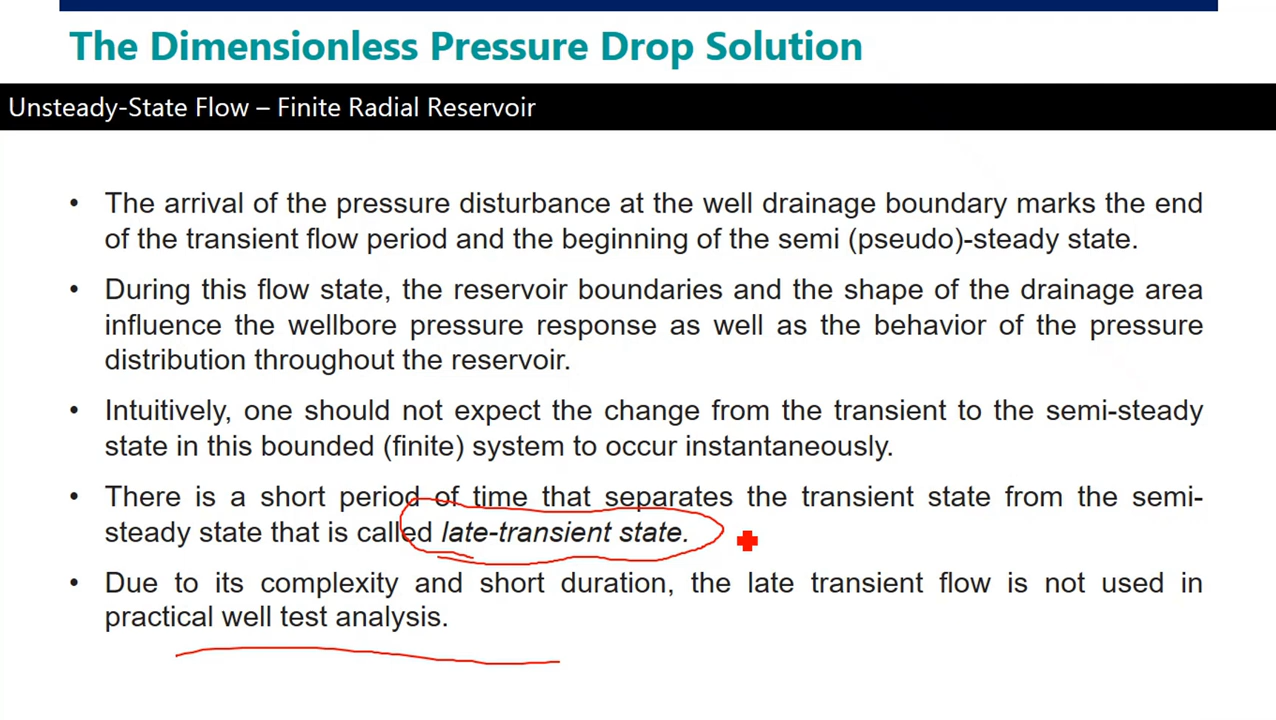 The Dimensionless Pressure Drop Solution
Unsteady-State Flow – Finite Radial Reservoir
• The arrival of the pressure disturbance at the well drainage boundary marks the end
of the transient flow period and the beginning of the semi (pseudo)-steady state.
• During this flow state, the reservoir boundaries and the shape of the drainage area
influence the wellbore pressure response as well as the behavior of the pressure
distribution throughout the reservoir.
• Intuitively, one should not expect the change from the transient to the semi-steady
state in this bounded (finite) system to occur instantaneously.
• There is a short period of time that separates the transient state from the semi-
steady state that is called late-transient state.
• Due to its complexity and short duration, the late transient flow is not used in
practical well test analysis.